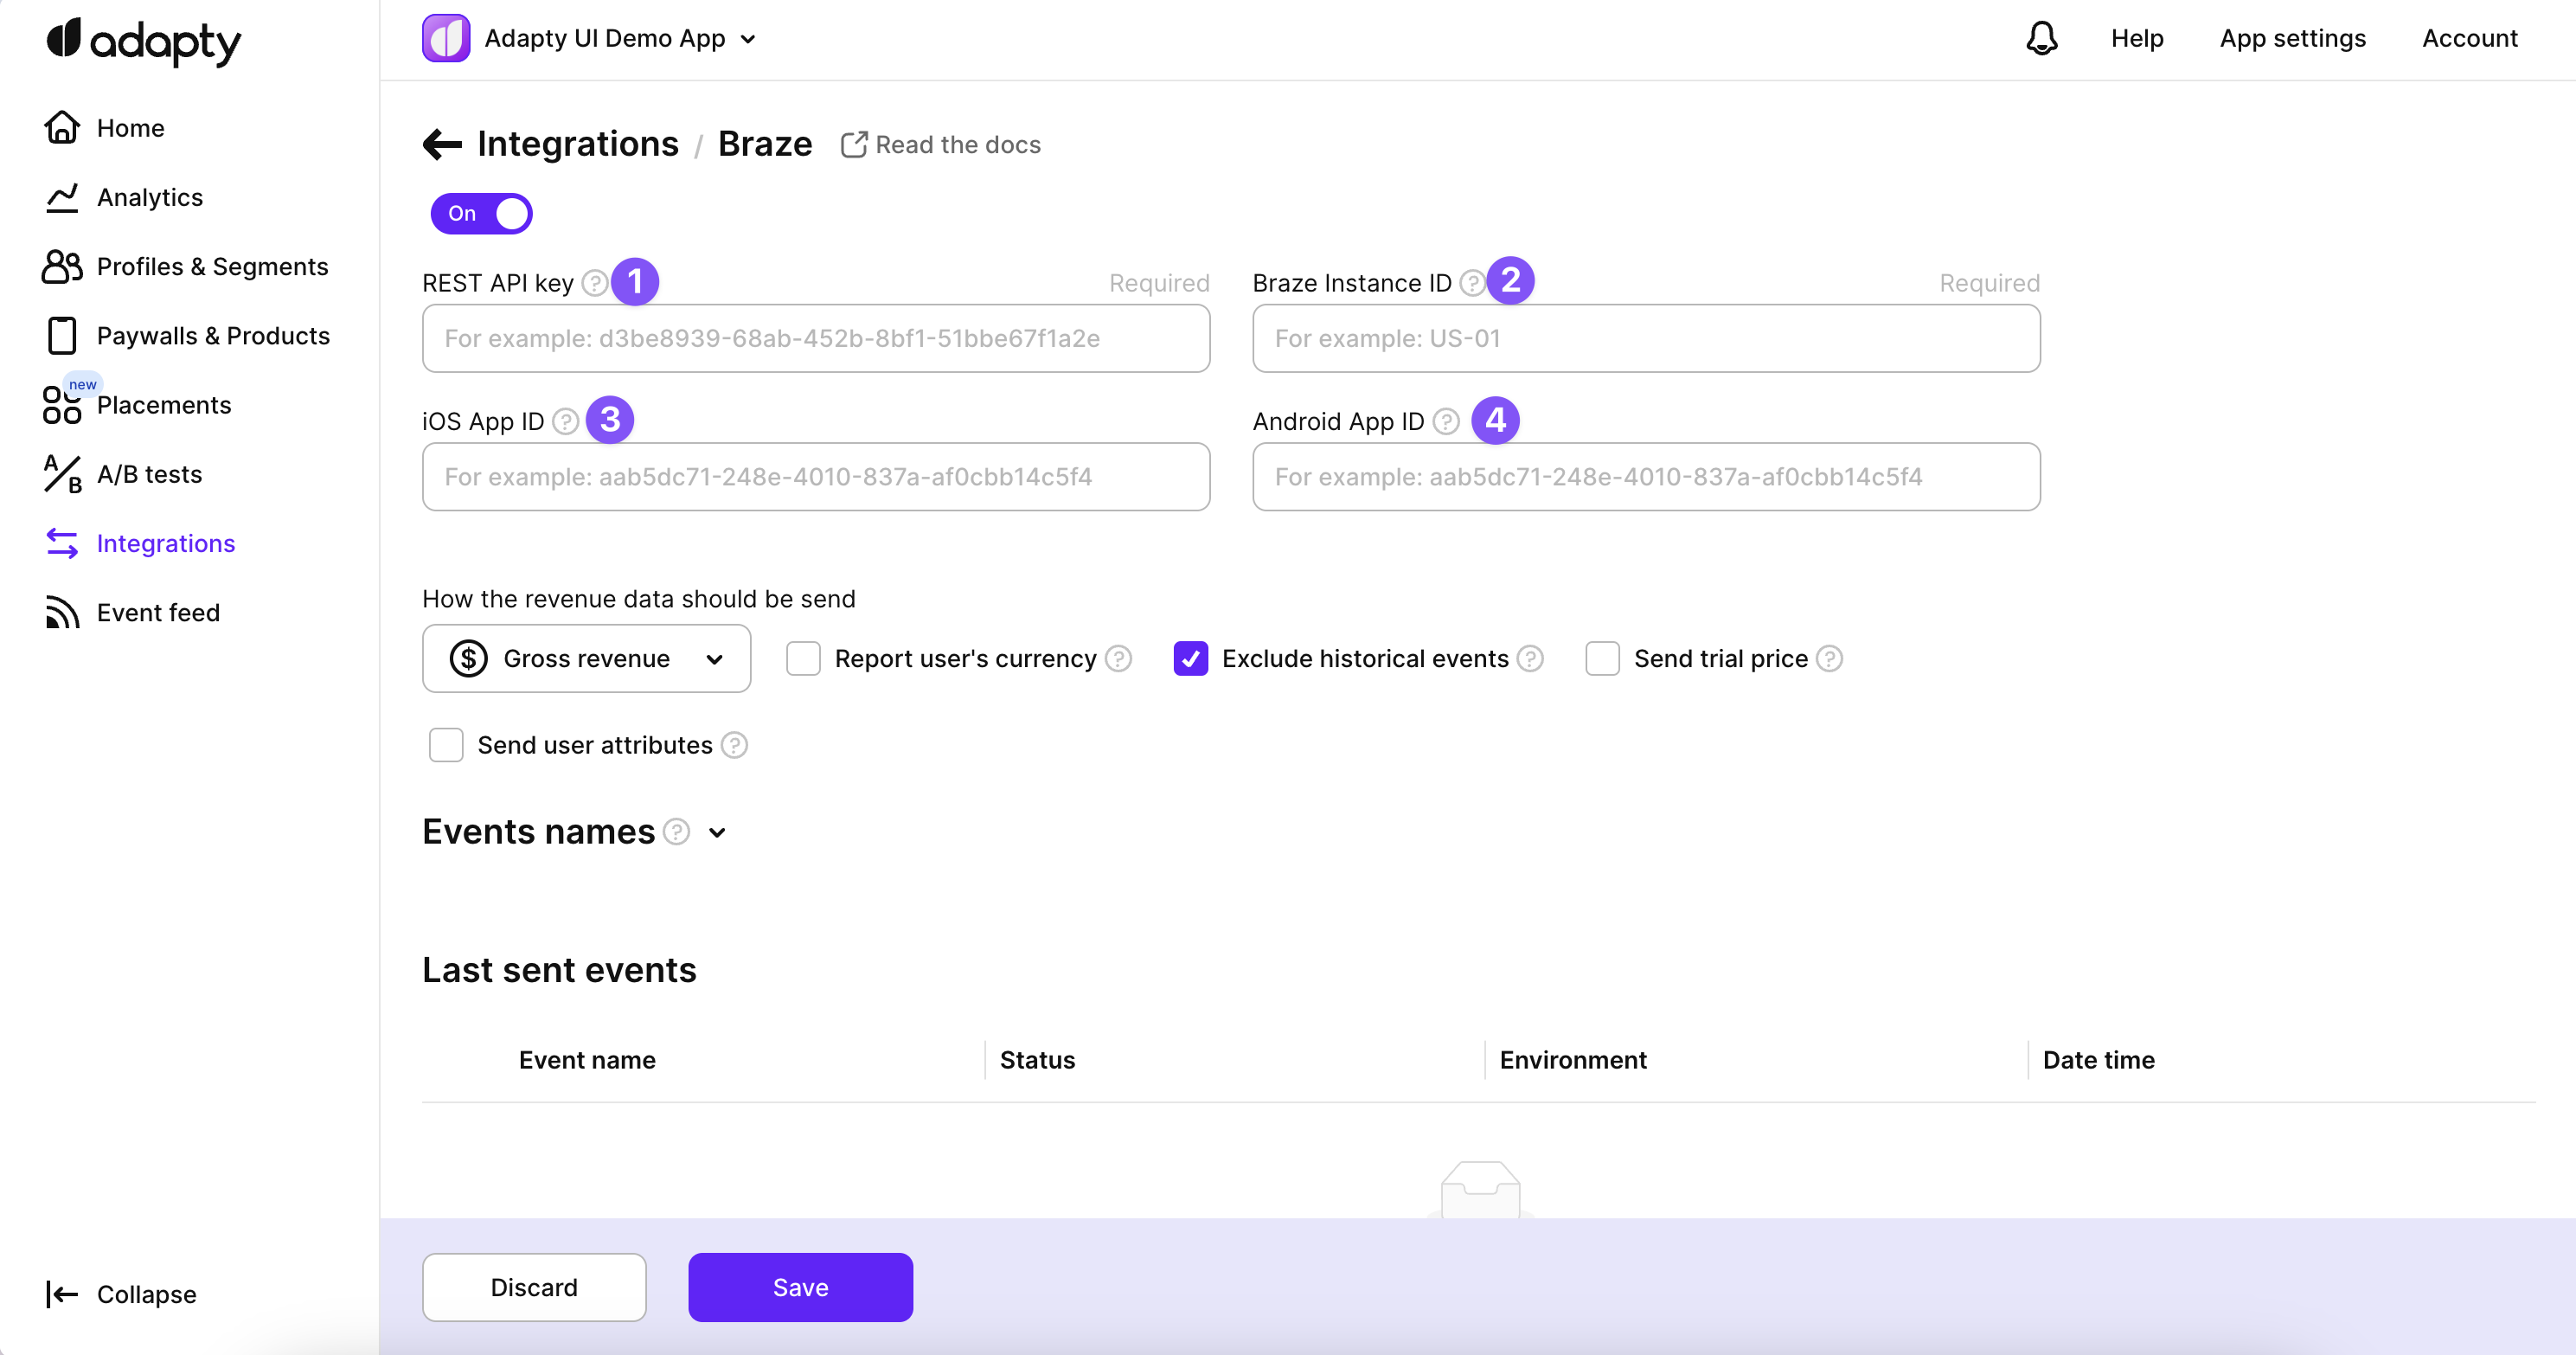 adapty
Adapty UI Demo App
Help
App settings
Account
Home
Analytics
Profiles & Segments
Paywalls & Products
new
Placements
A/B tests
A
B
Integrations
Event feed
Collapse
Integrations / Braze
Read the docs
On
REST API key ? 1 Required
For example: d3be8939-68ab-452b-8bf1-51bbe67f1a2e
Braze Instance ID ? 2 Required
For example: US-01
iOS App ID ? 3
For example: aab5dc71-248e-4010-837a-af0cbb14c5f4
Android App ID ? 4
For example: aab5dc71-248e-4010-837a-af0cbb14c5f4
How the revenue data should be send
$ Gross revenue
Report user's currency ?
Exclude historical events ?
Send trial price ?
Send user attributes ?
Events names ?
Last sent events
Event name Status Environment Date time
Discard
Save